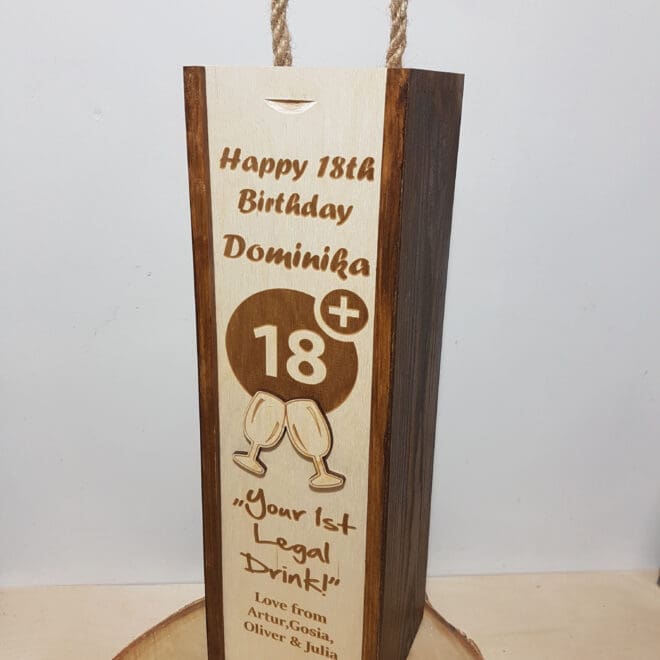 Happy 18th
Birthday
Dominika
18
+
„Your 1st
Legal
Drink!”
Love from
Artur,Gosia,
Oliver & Julia